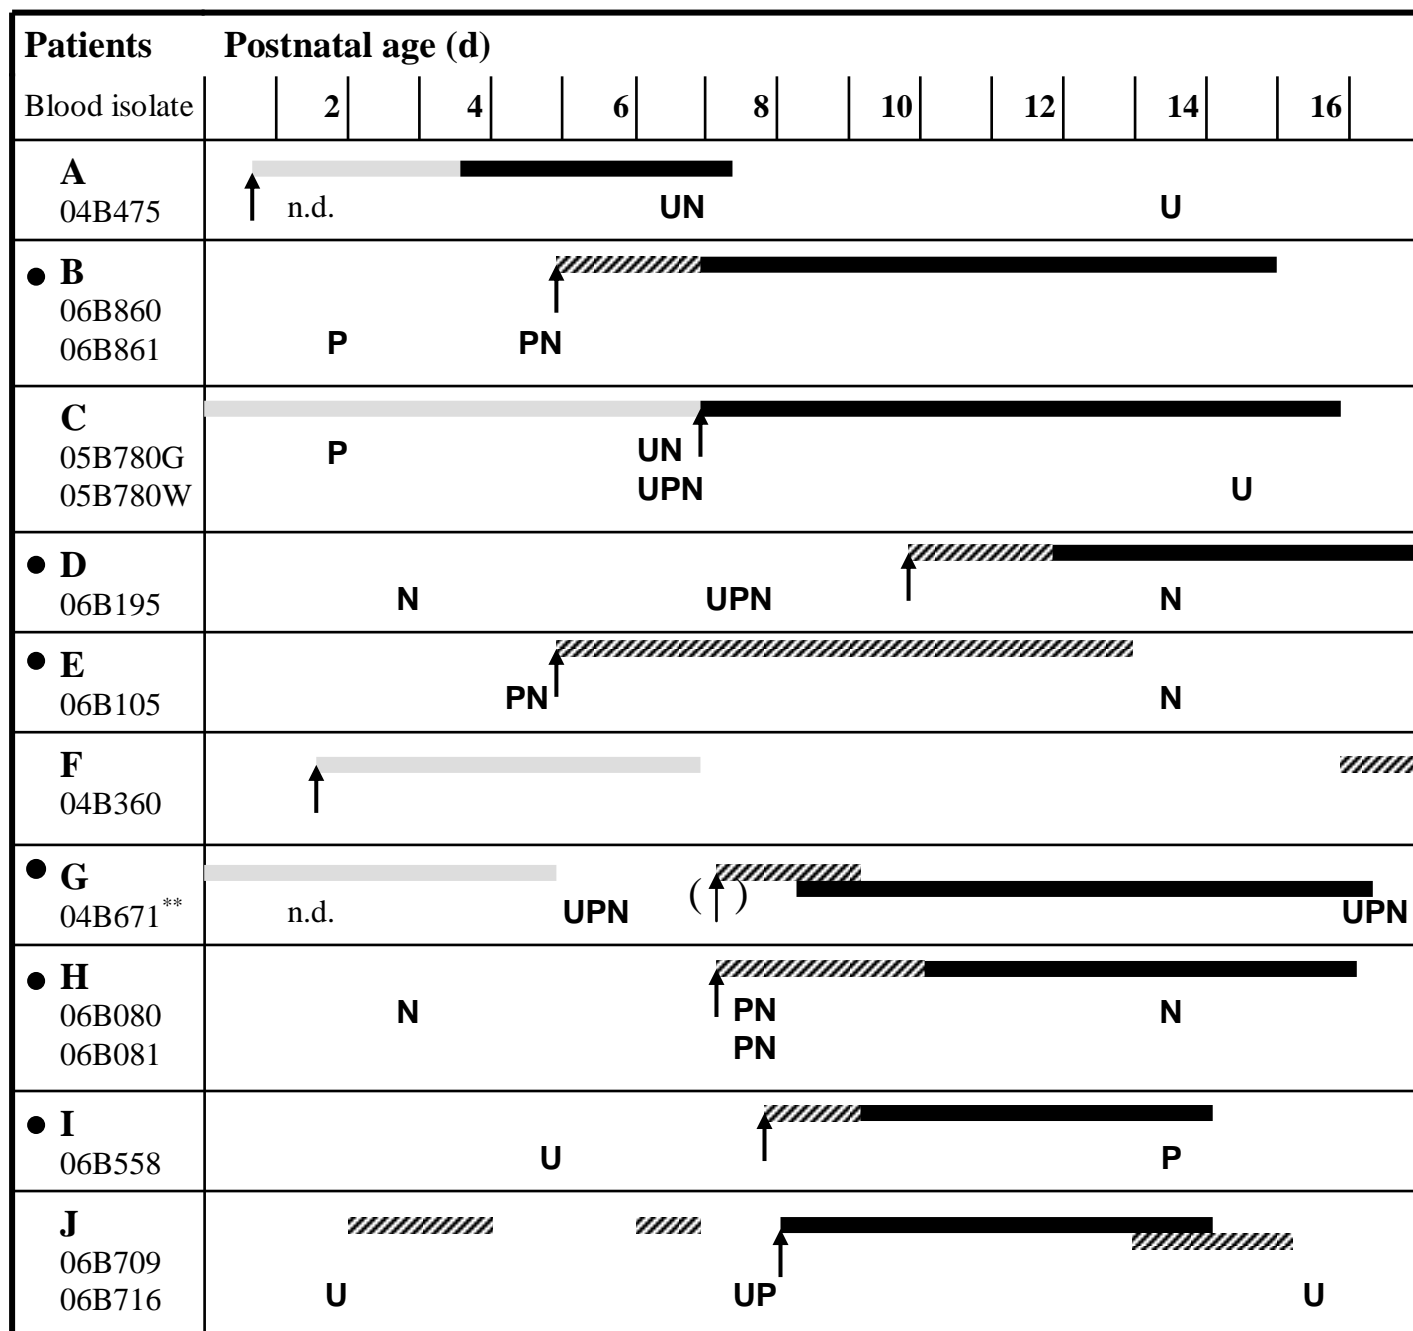 Patients Postnatal age (d)
Blood isolate 2 4 6 8 10 12 14 16
A
04B475 n.d. UN U
B
06B860
06B861 P PN
C
05B780G P UN
05B780W UPN U
D
06B195 N UPN N
E
06B105 PN N
F
04B360
G ( )
04B671** n.d. UPN UPN
H
06B080 N PN N
06B081 PN
I
06B558 U P
J
06B709
06B716 U UP U